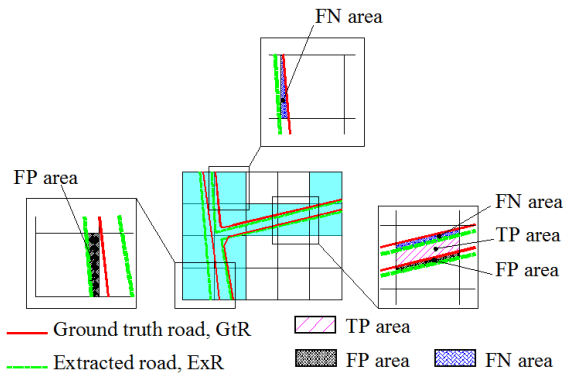 FN area
FP area
FN area
TP area
FP area
Ground truth road, GtR
TP area
Extracted road, ExR
FP area
FN area